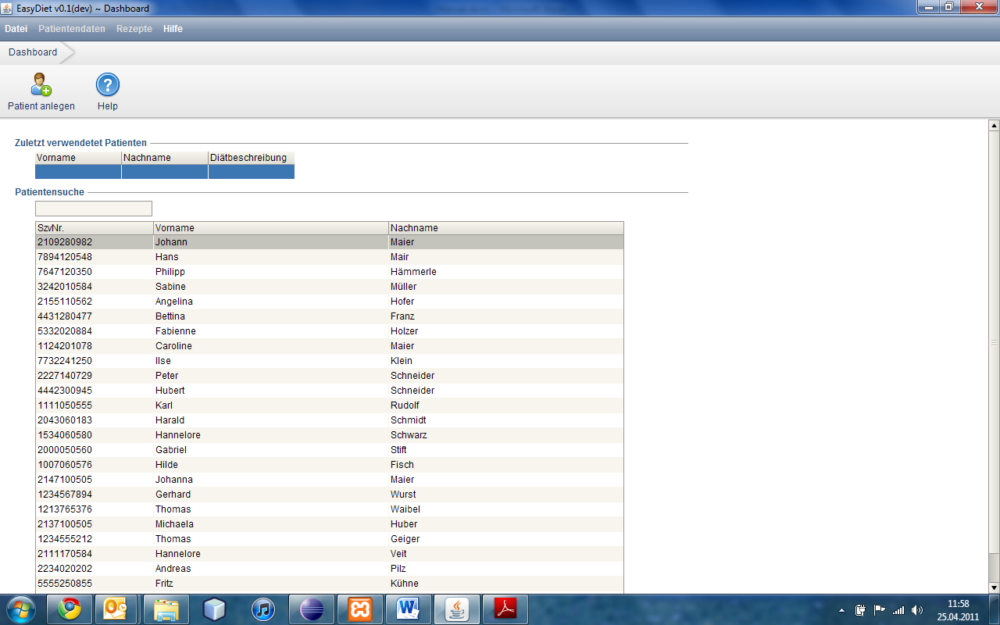 EasyDiet v0.1(dev) ~ Dashboard
Datei Patientendaten Rezepte Hilfe
Dashboard
Patient anlegen Help
Zuletzt verwendetet Patienten
Vorname Nachname Diätbeschreibung
Patientensuche
SzvNr. Vorname Nachname
2109280982 Johann Maier
7894120548 Hans Mair
7647120350 Philipp Hämmerle
3242010584 Sabine Müller
2155110562 Angelina Hofer
4431280477 Bettina Franz
5332020884 Fabienne Holzer
1124201078 Caroline Maier
7732241250 Ilse Klein
2227140729 Peter Schneider
4442300945 Hubert Schneider
1111050555 Karl Rudolf
2043060183 Harald Schmidt
1534060580 Hannelore Schwarz
2000050560 Gabriel Stift
1007060576 Hilde Fisch
2147100505 Johanna Maier
1234567894 Gerhard Wurst
1213765376 Thomas Waibel
2137100505 Michaela Huber
1234555212 Thomas Geiger
2111170584 Hannelore Veit
2234020202 Andreas Pilz
5555250855 Fritz Kühne
11:58
25.04.2011